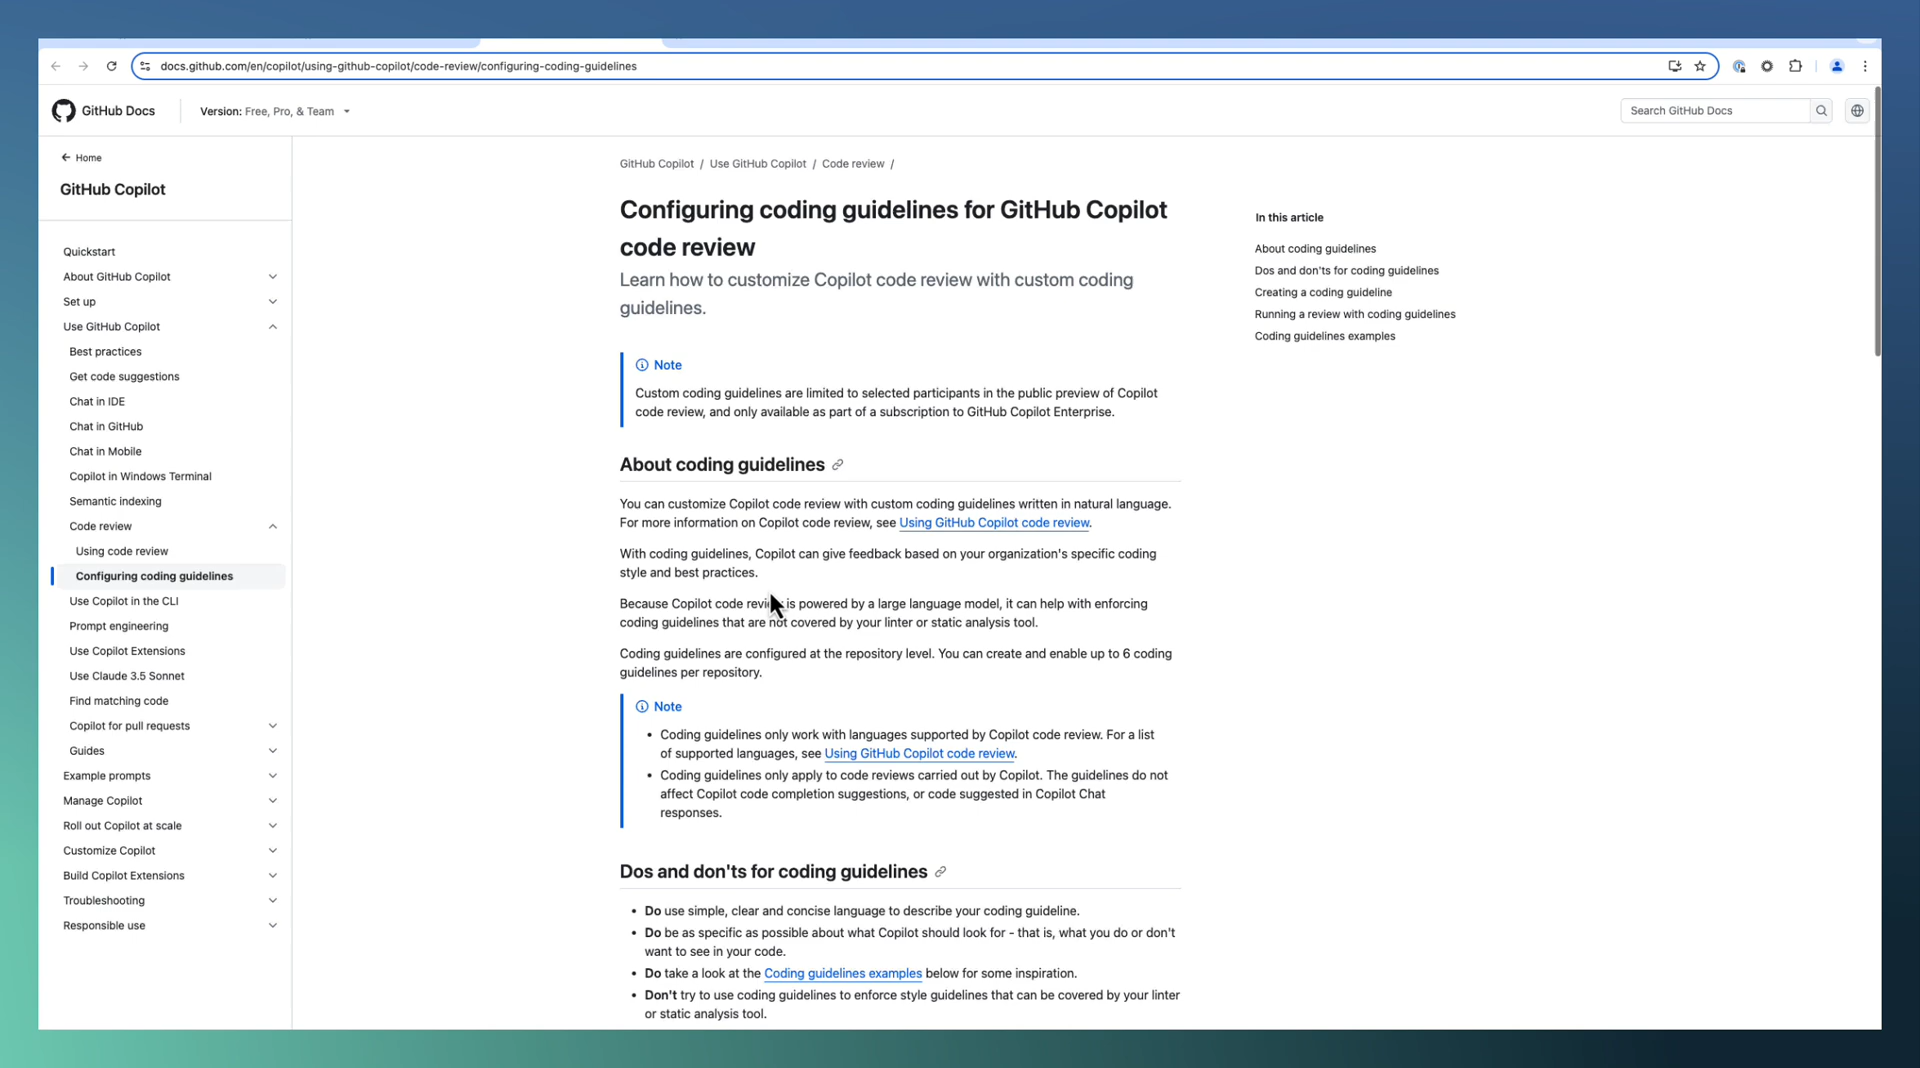 docs.github.com/en/copilot/using-github-copilot/code-review/configuring-coding-guidelines
GitHub Docs
Version: Free, Pro, & Team
Search GitHub Docs
Home
GitHub Copilot
Quickstart
About GitHub Copilot
Set up
Use GitHub Copilot
Best practices
Get code suggestions
Chat in IDE
Chat in GitHub
Chat in Mobile
Copilot in Windows Terminal
Semantic indexing
Code review
Using code review
Configuring coding guidelines
Use Copilot in the CLI
Prompt engineering
Use Copilot Extensions
Use Claude 3.5 Sonnet
Find matching code
Copilot for pull requests
Guides
Example prompts
Manage Copilot
Roll out Copilot at scale
Customize Copilot
Build Copilot Extensions
Troubleshooting
Responsible use
GitHub Copilot / Use GitHub Copilot / Code review /
Configuring coding guidelines for GitHub Copilot
code review
Learn how to customize Copilot code review with custom coding
guidelines.
Note
Custom coding guidelines are limited to selected participants in the public preview of Copilot
code review, and only available as part of a subscription to GitHub Copilot Enterprise.
About coding guidelines
You can customize Copilot code review with custom coding guidelines written in natural language.
For more information on Copilot code review, see Using GitHub Copilot code review.
With coding guidelines, Copilot can give feedback based on your organization's specific coding
style and best practices.
Because Copilot code review is powered by a large language model, it can help with enforcing
coding guidelines that are not covered by your linter or static analysis tool.
Coding guidelines are configured at the repository level. You can create and enable up to 6 coding
guidelines per repository.
Note
• Coding guidelines only work with languages supported by Copilot code review. For a list
of supported languages, see Using GitHub Copilot code review.
• Coding guidelines only apply to code reviews carried out by Copilot. The guidelines do not
affect Copilot code completion suggestions, or code suggested in Copilot Chat
responses.
Dos and don'ts for coding guidelines
• Do use simple, clear and concise language to describe your coding guideline.
• Do be as specific as possible about what Copilot should look for - that is, what you do or don't
want to see in your code.
• Do take a look at the Coding guidelines examples below for some inspiration.
• Don't try to use coding guidelines to enforce style guidelines that can be covered by your linter
or static analysis tool.
In this article
About coding guidelines
Dos and don'ts for coding guidelines
Creating a coding guideline
Running a review with coding guidelines
Coding guidelines examples